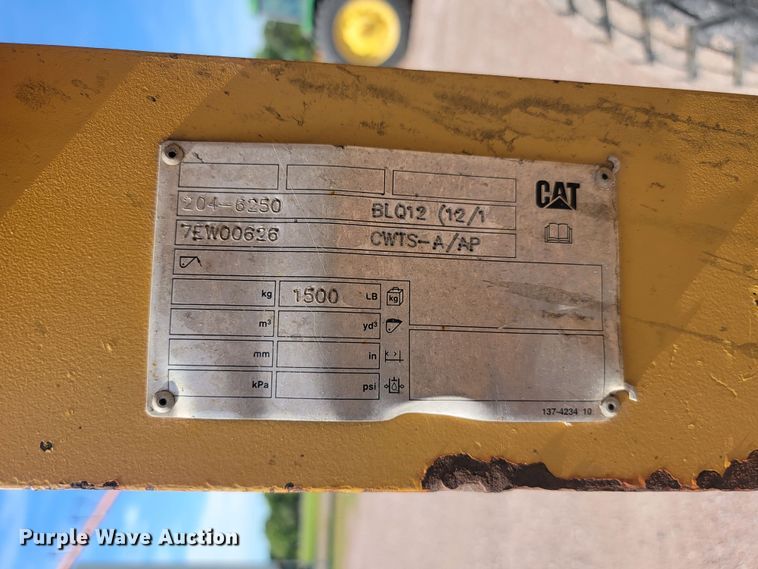 CAT
204-6250 BLQ12 (12/1
7EW00626 CWTS-A/AP
kg 1500 LB kg
m³ yd³
mm in
kPa psi
137-4234 10
Purple Wave Auction